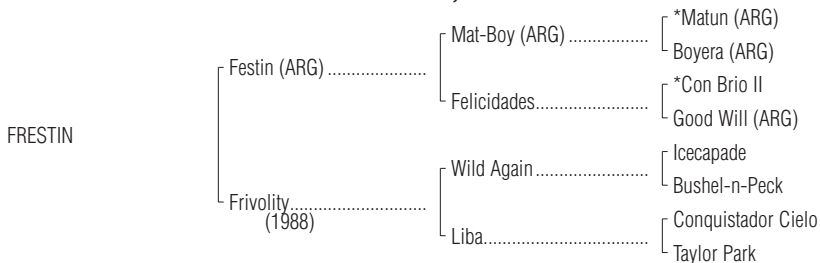 *Matun (ARG)
Mat-Boy (ARG) ..................
Boyera (ARG)
Festin (ARG) ......................
*Con Brio II
Felicidades.........................
Good Will (ARG)
FRESTIN
Icecapade
Wild Again.........................
Bushel-n-Peck
Frivolity..............................
(1988)
Conquistador Cielo
Liba.....................................
Taylor Park